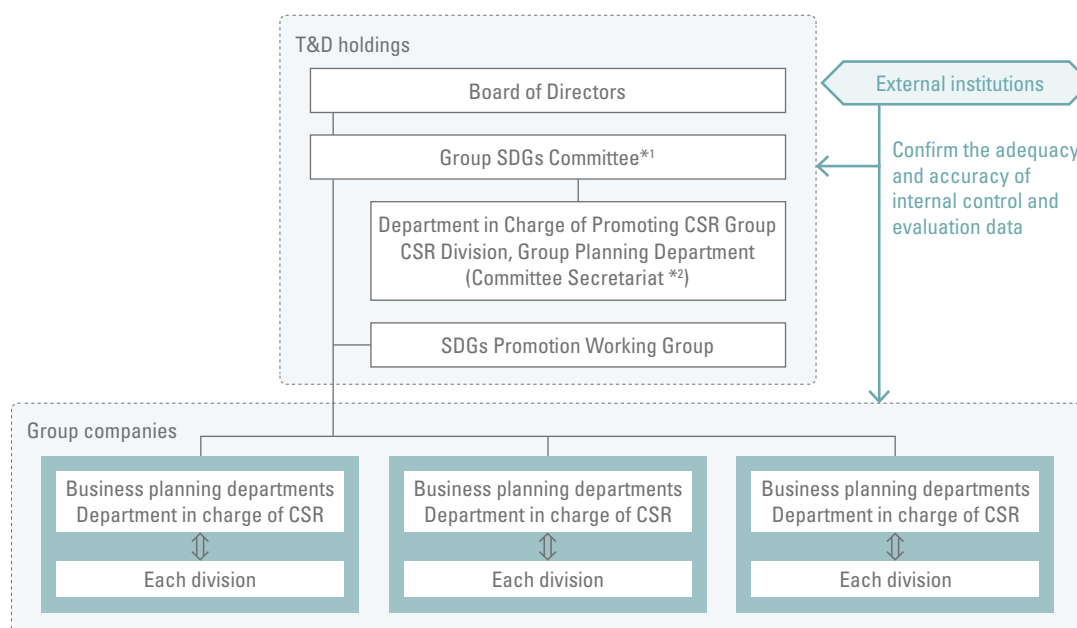 T&D holdings
Board of Directors
External institutions
Group SDGs Committee*1
Confirm the adequacy
and accuracy of
internal control and
evaluation data
Department in Charge of Promoting CSR Group
CSR Division, Group Planning Department
(Committee Secretariat *2)
SDGs Promotion Working Group
Group companies
Business planning departments
Department in charge of CSR
Each division
Business planning departments
Department in charge of CSR
Each division
Business planning departments
Department in charge of CSR
Each division